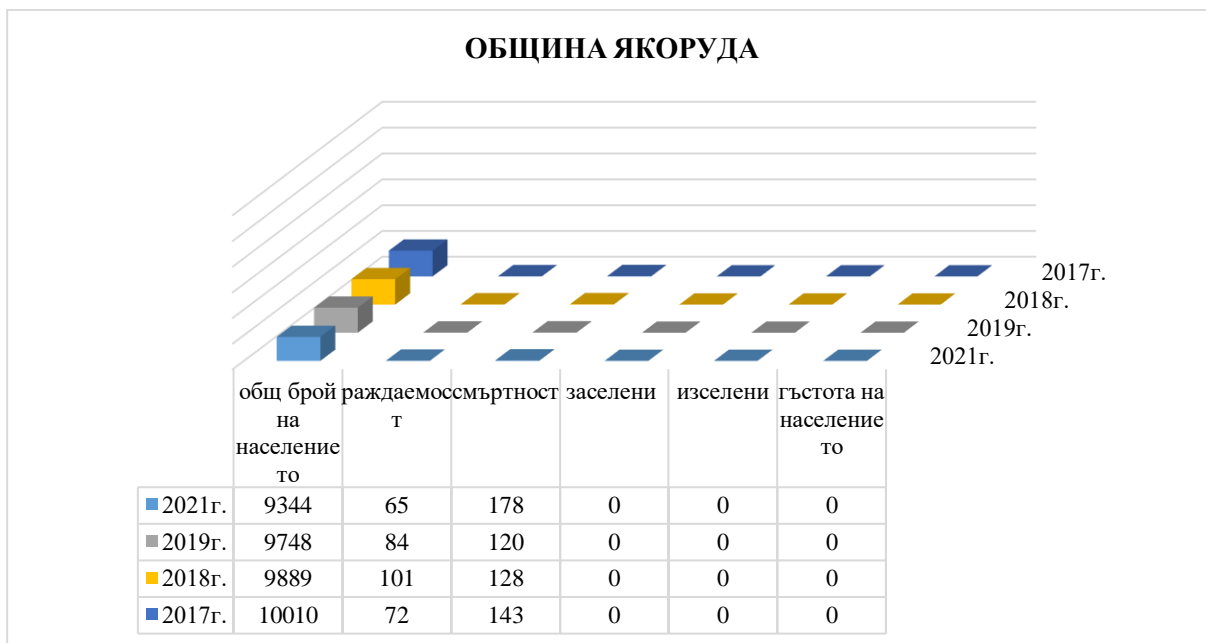 ОБЩИНА ЯКОРУДА
2017г.
2018г.
2019г.
2021г.
общ брой на население то раждаемос т смъртност заселени изселени гъстота на население то
2021г. 9344 65 178 0 0 0
2019г. 9748 84 120 0 0 0
2018г. 9889 101 128 0 0 0
2017г. 10010 72 143 0 0 0